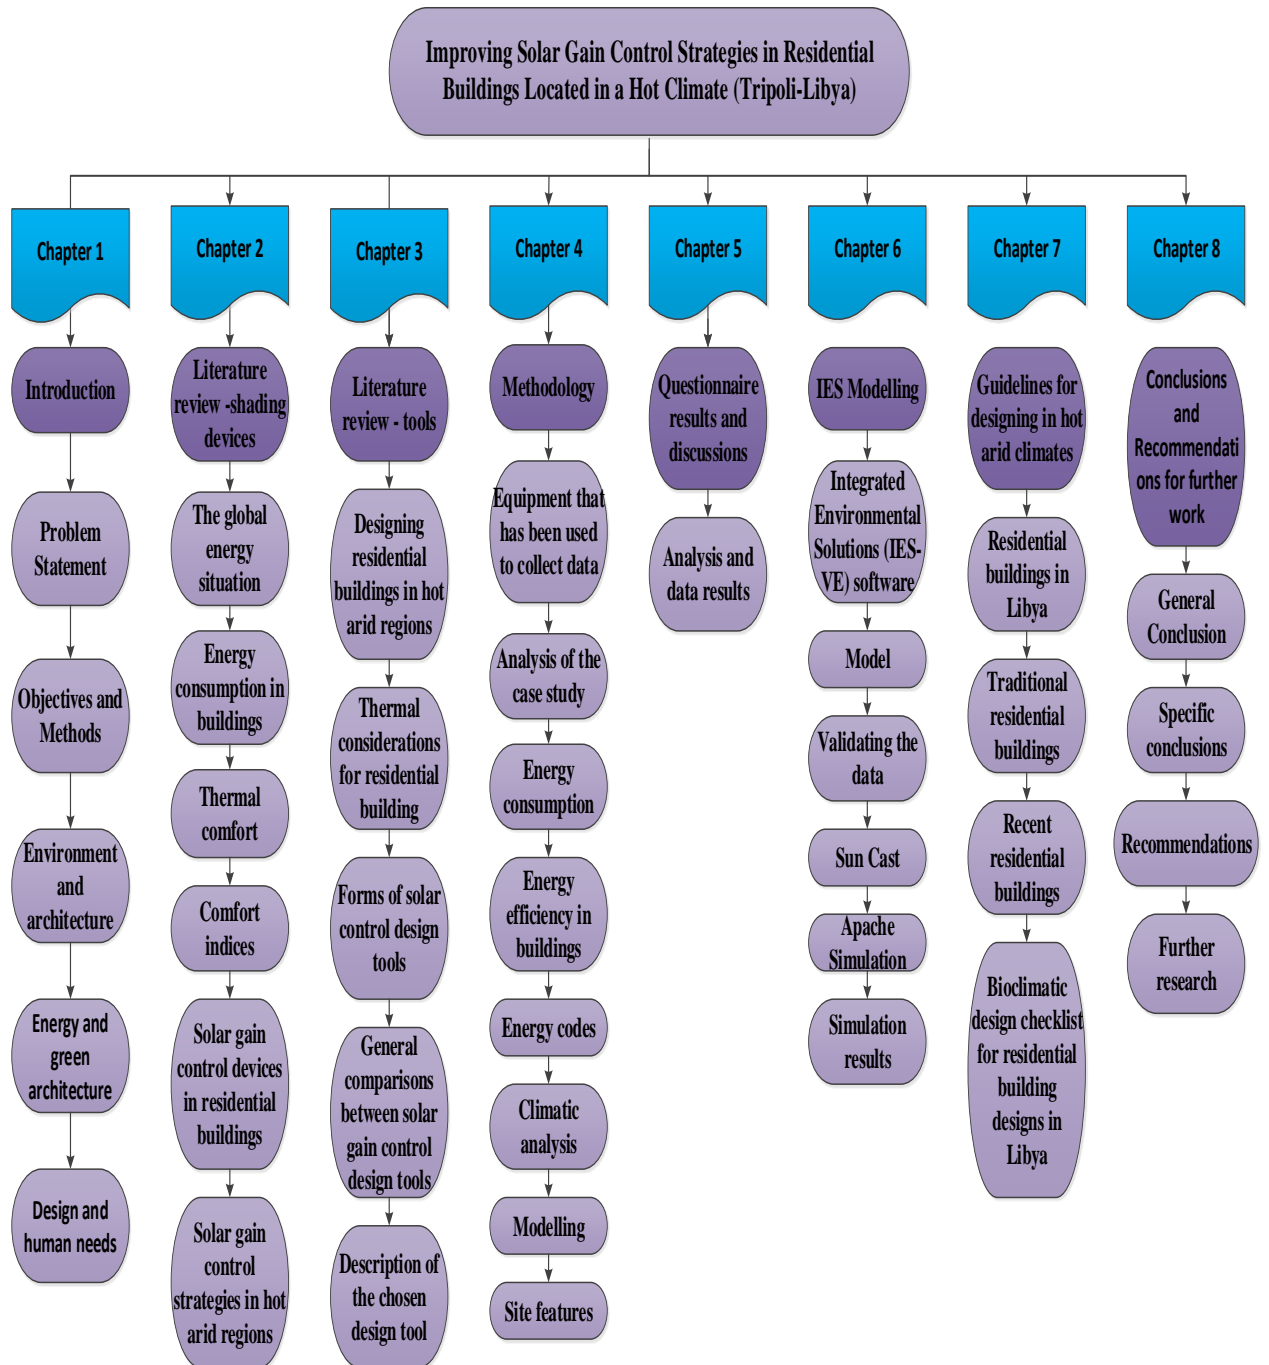 Improving Solar Gain Control Strategies in Residential
Buildings Located in a Hot Climate (Tripoli-Libya)
Chapter 1
Introduction
Problem
Statement
Objectives and
Methods
Environment
and
architecture
Energy and
green
architecture
Design and
human needs
Chapter 2
Literature
review -shading
devices
The global
energy
situation
Energy
consumption in
buildings
Thermal
comfort
Comfort
indices
Solar gain
control devices
in residential
buildings
Solar gain
control
strategies in hot
arid regions
Chapter 3
Literature
review - tools
Designing
residential
buildings in hot
arid regions
Thermal
considerations
for residential
building
Forms of solar
control design
tools
General
comparisons
between solar
gain control
design tools
Description of
the chosen
design tool
Chapter 4
Methodology
Equipment that
has been used
to collect data
Analysis of the
case study
Energy
consumption
Energy
efficiency in
buildings
Energy codes
Climatic
analysis
Modelling
Site features
Chapter 5
Questionnaire
results and
discussions
Analysis and
data results
Chapter 6
IES Modelling
Integrated
Environmental
Solutions (IES-
VE) software
Model
Validating the
data
Sun Cast
Apache
Simulation
Simulation
results
Chapter 7
Guidelines for
designing in hot
arid climates
Residential
buildings in
Libya
Traditional
residential
buildings
Recent
residential
buildings
Bioclimatic
design checklist
for residential
building
designs in
Libya
Chapter 8
Conclusions
and
Recommendati
ons for further
work
General
Conclusion
Specific
conclusions
Recommendations
Further
research